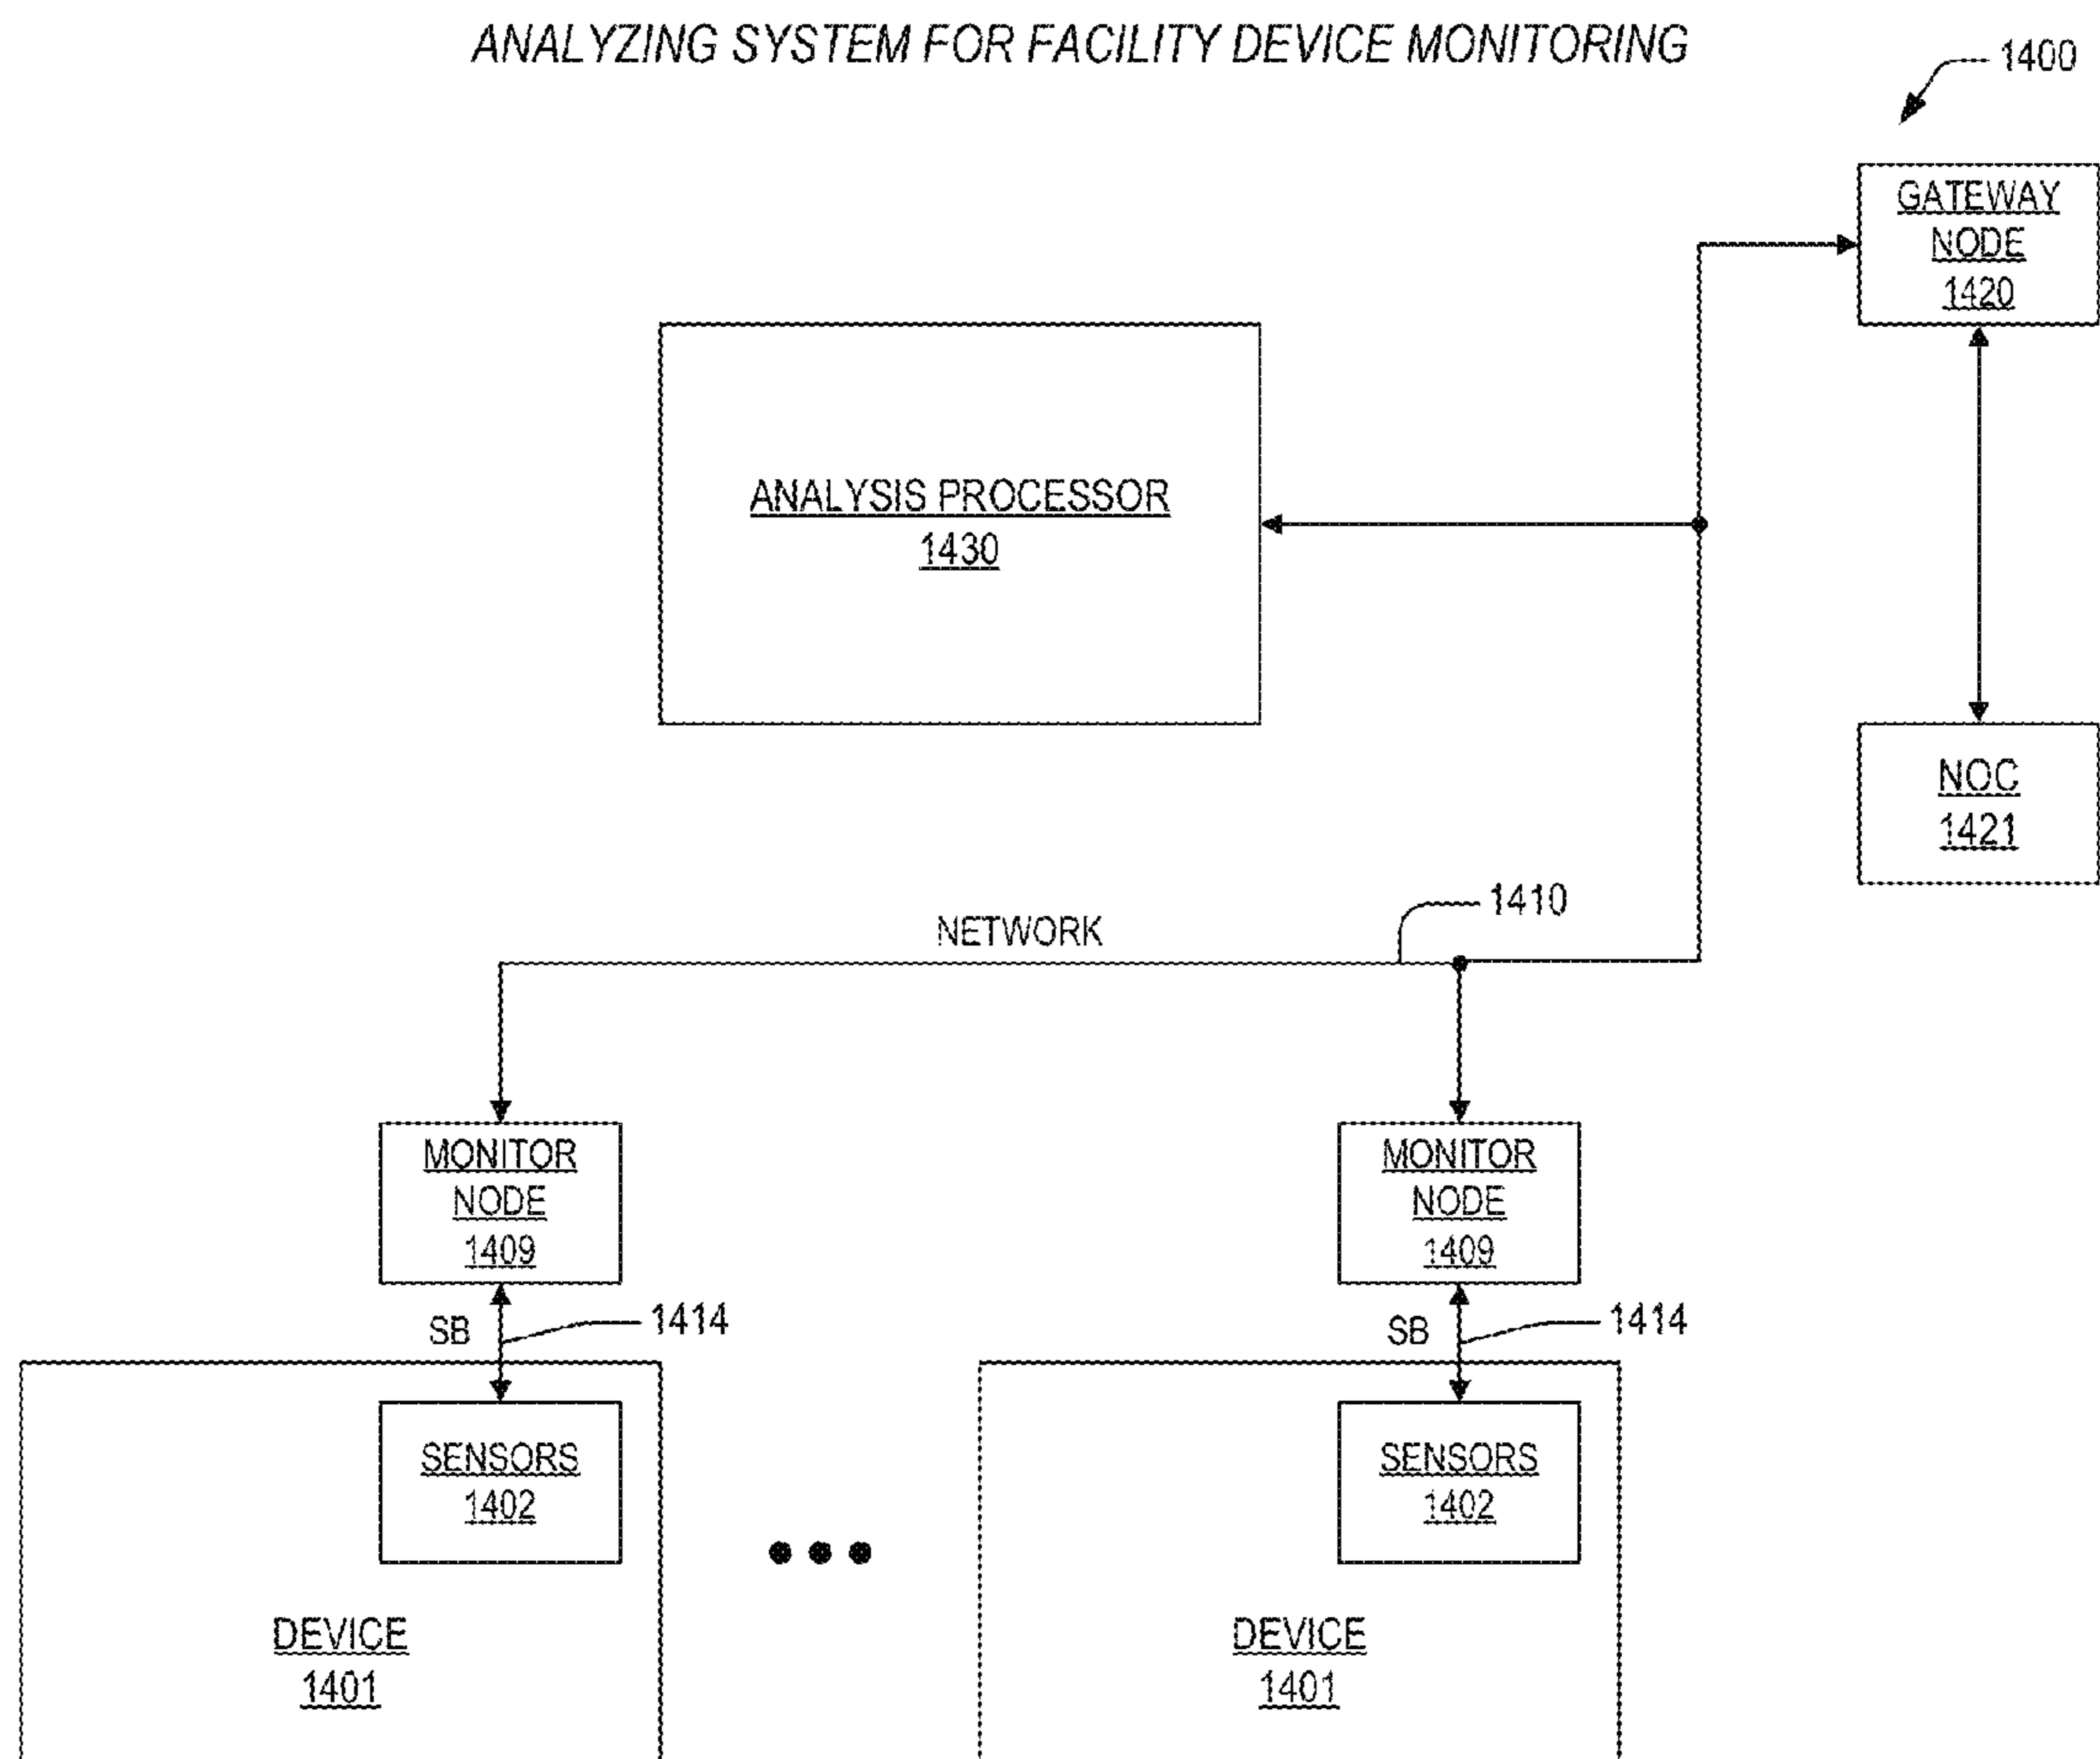 ANALYZING SYSTEM FOR FACILITY DEVICE MONITORING
1400
GATEWAY
NODE
1420
ANALYSIS PROCESSOR
1430
NOC
1421
1410
NETWORK
MONITOR
NODE
1409
MONITOR
NODE
1409
SB
1414
SB
1414
SENSORS
1402
SENSORS
1402
DEVICE
1401
DEVICE
1401